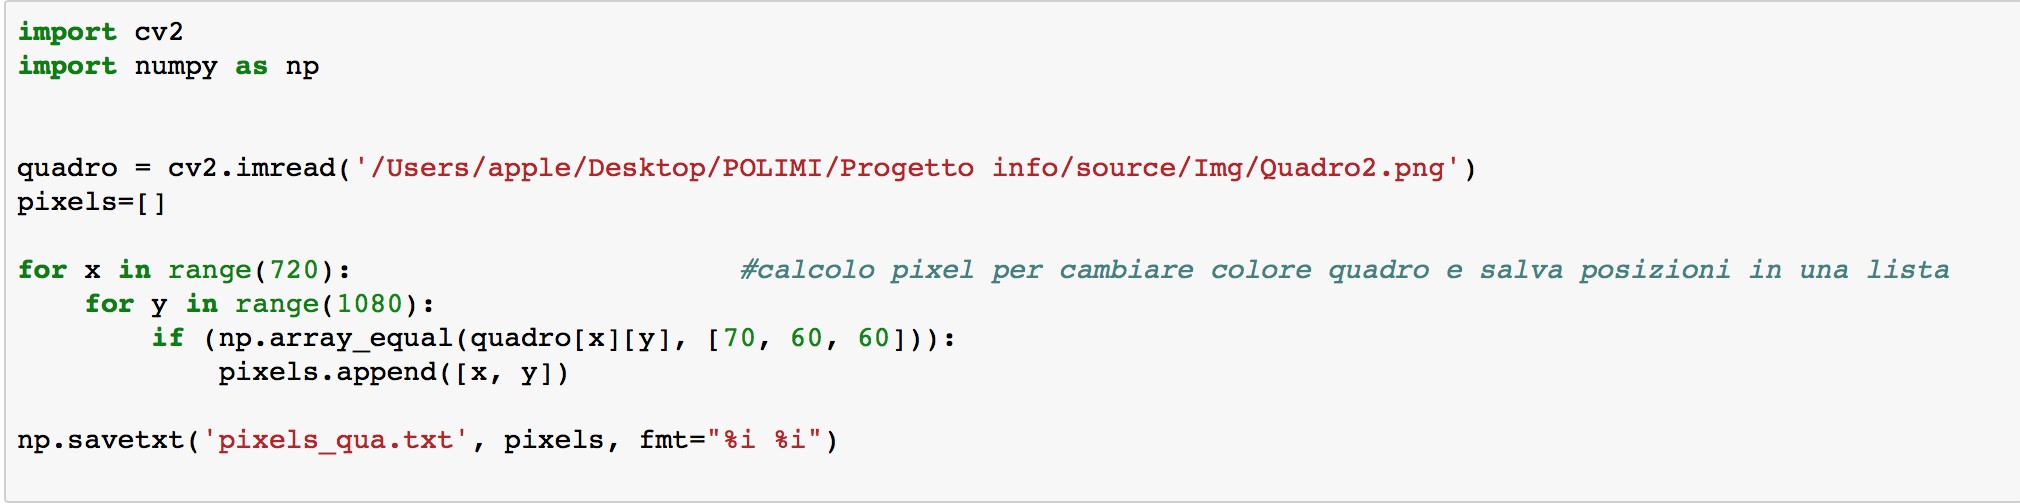 import cv2
import numpy as np
quadro = cv2.imread('/Users/apple/Desktop/POLIMI/Progetto info/source/Img/Quadro2.png')
pixels=[]
for x in range(720):                       #calcolo pixel per cambiare colore quadro e salva posizioni in una lista
    for y in range(1080):
        if (np.array_equal(quadro[x][y], [70, 60, 60])):
            pixels.append([x, y])
np.savetxt('pixels_qua.txt', pixels, fmt="%i %i")